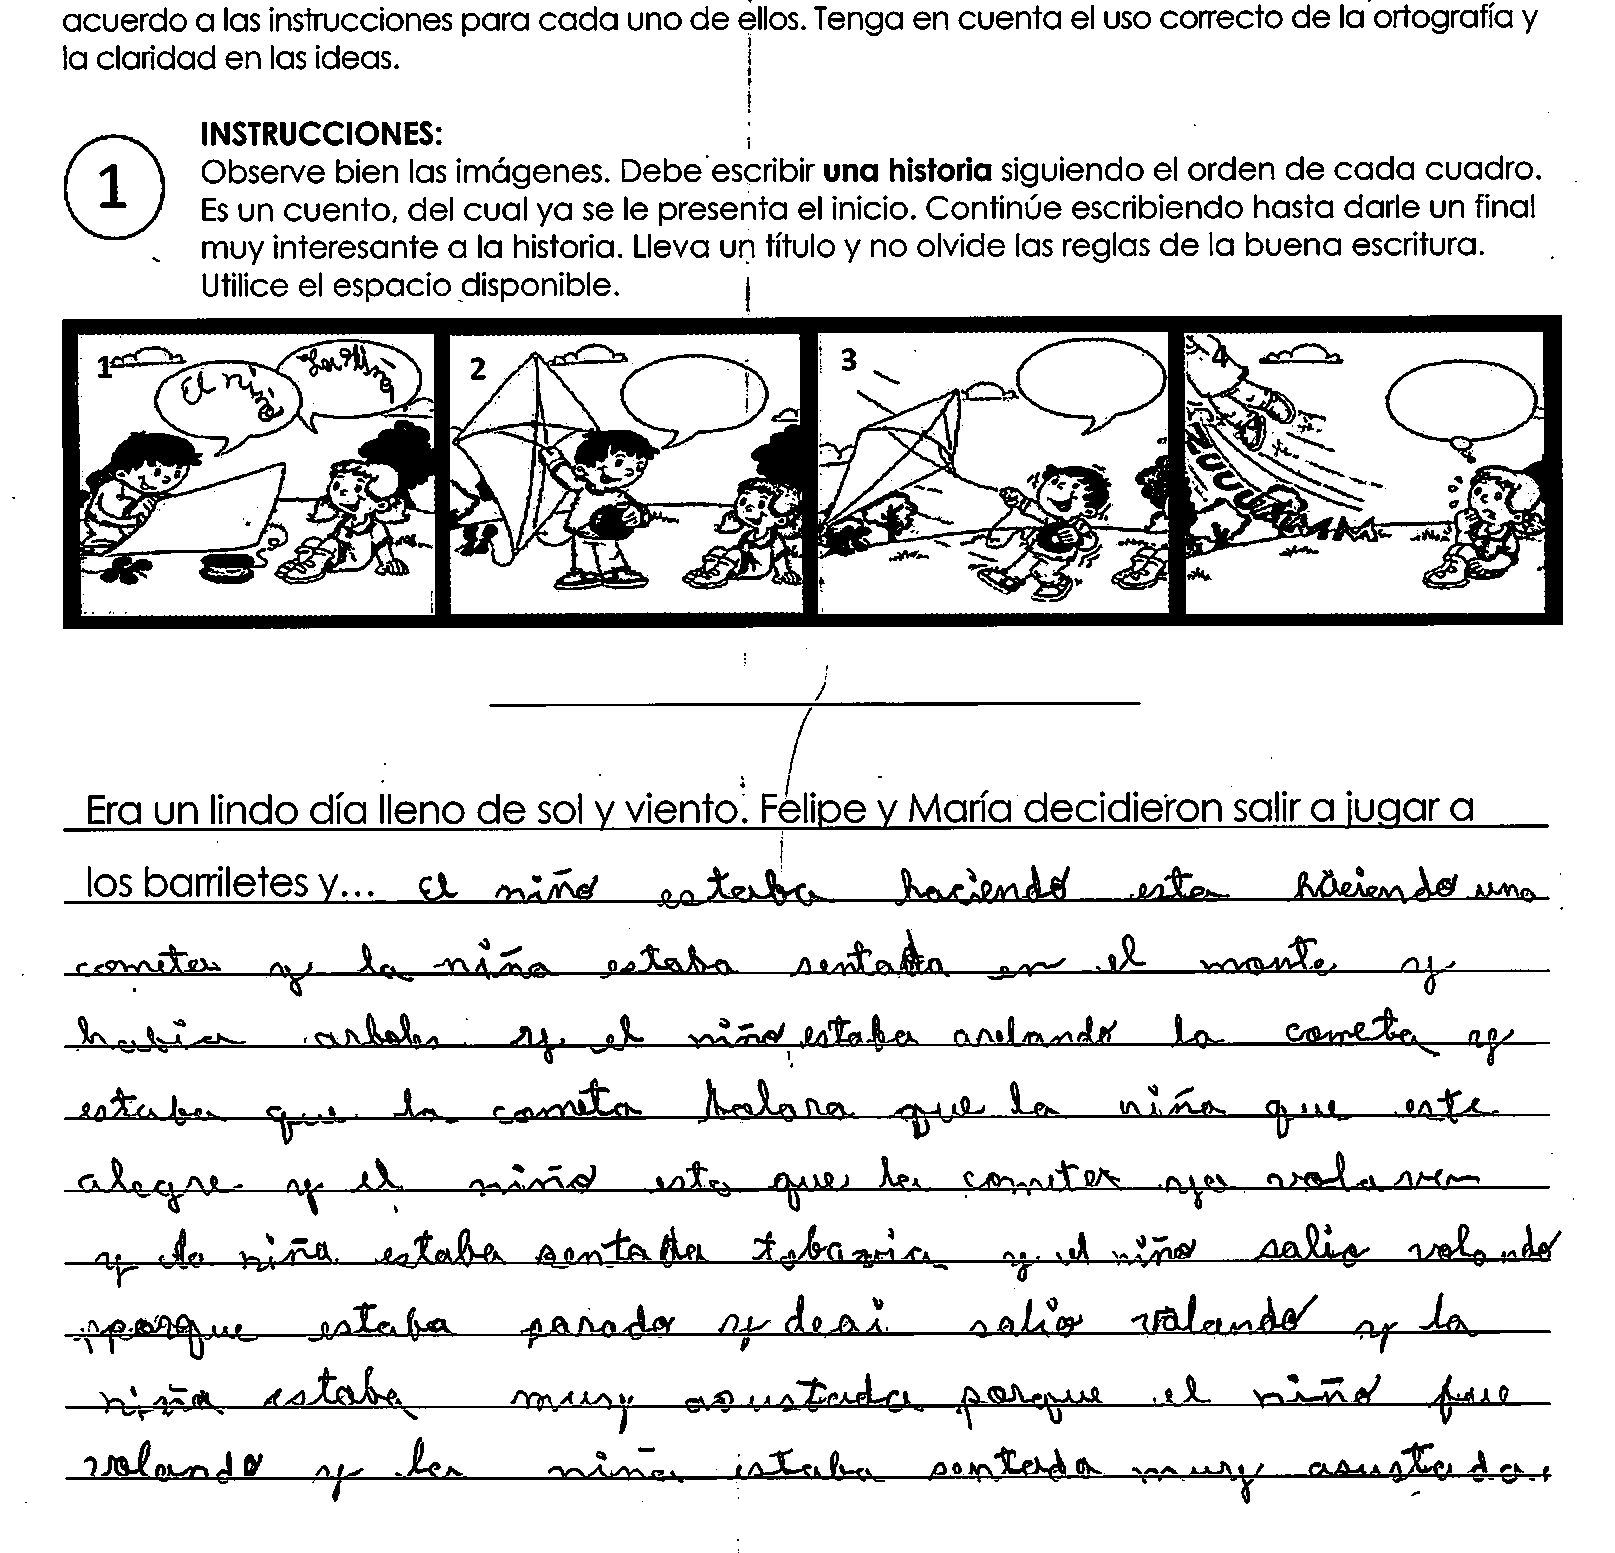 acuerdo a las instrucciones para cada uno de ellos. Tenga en cuenta el uso correcto de la ortografía y
la claridad en las ideas.
1
INSTRUCCIONES:
Observe bien las imágenes. Debe escribir una historia siguiendo el orden de cada cuadro.
Es un cuento, del cual ya se le presenta el inicio. Continúe escribiendo hasta darle un final
muy interesante a la historia. Lleva un título y no olvide las reglas de la buena escritura.
Utilice el espacio disponible.
1 El niño La niña
2
3
4
Era un lindo día lleno de sol y viento. Felipe y María decidieron salir a jugar a
los barriletes y... El niño estaba haciendo esta haciendo una
cometa y la niña estaba sentada en el monte y
habia arboles y el niño estaba la cometa y
estaba que la cometa que la niña que este
alegre y el niño esta que la cometa ya
y la niña estaba sentada tobavia y el niño salio volando
porque estaba parado y deai salio volando y la
niña estaba muy asustada porque el niño fue
volando y la niña estaba sentada muy asustada.